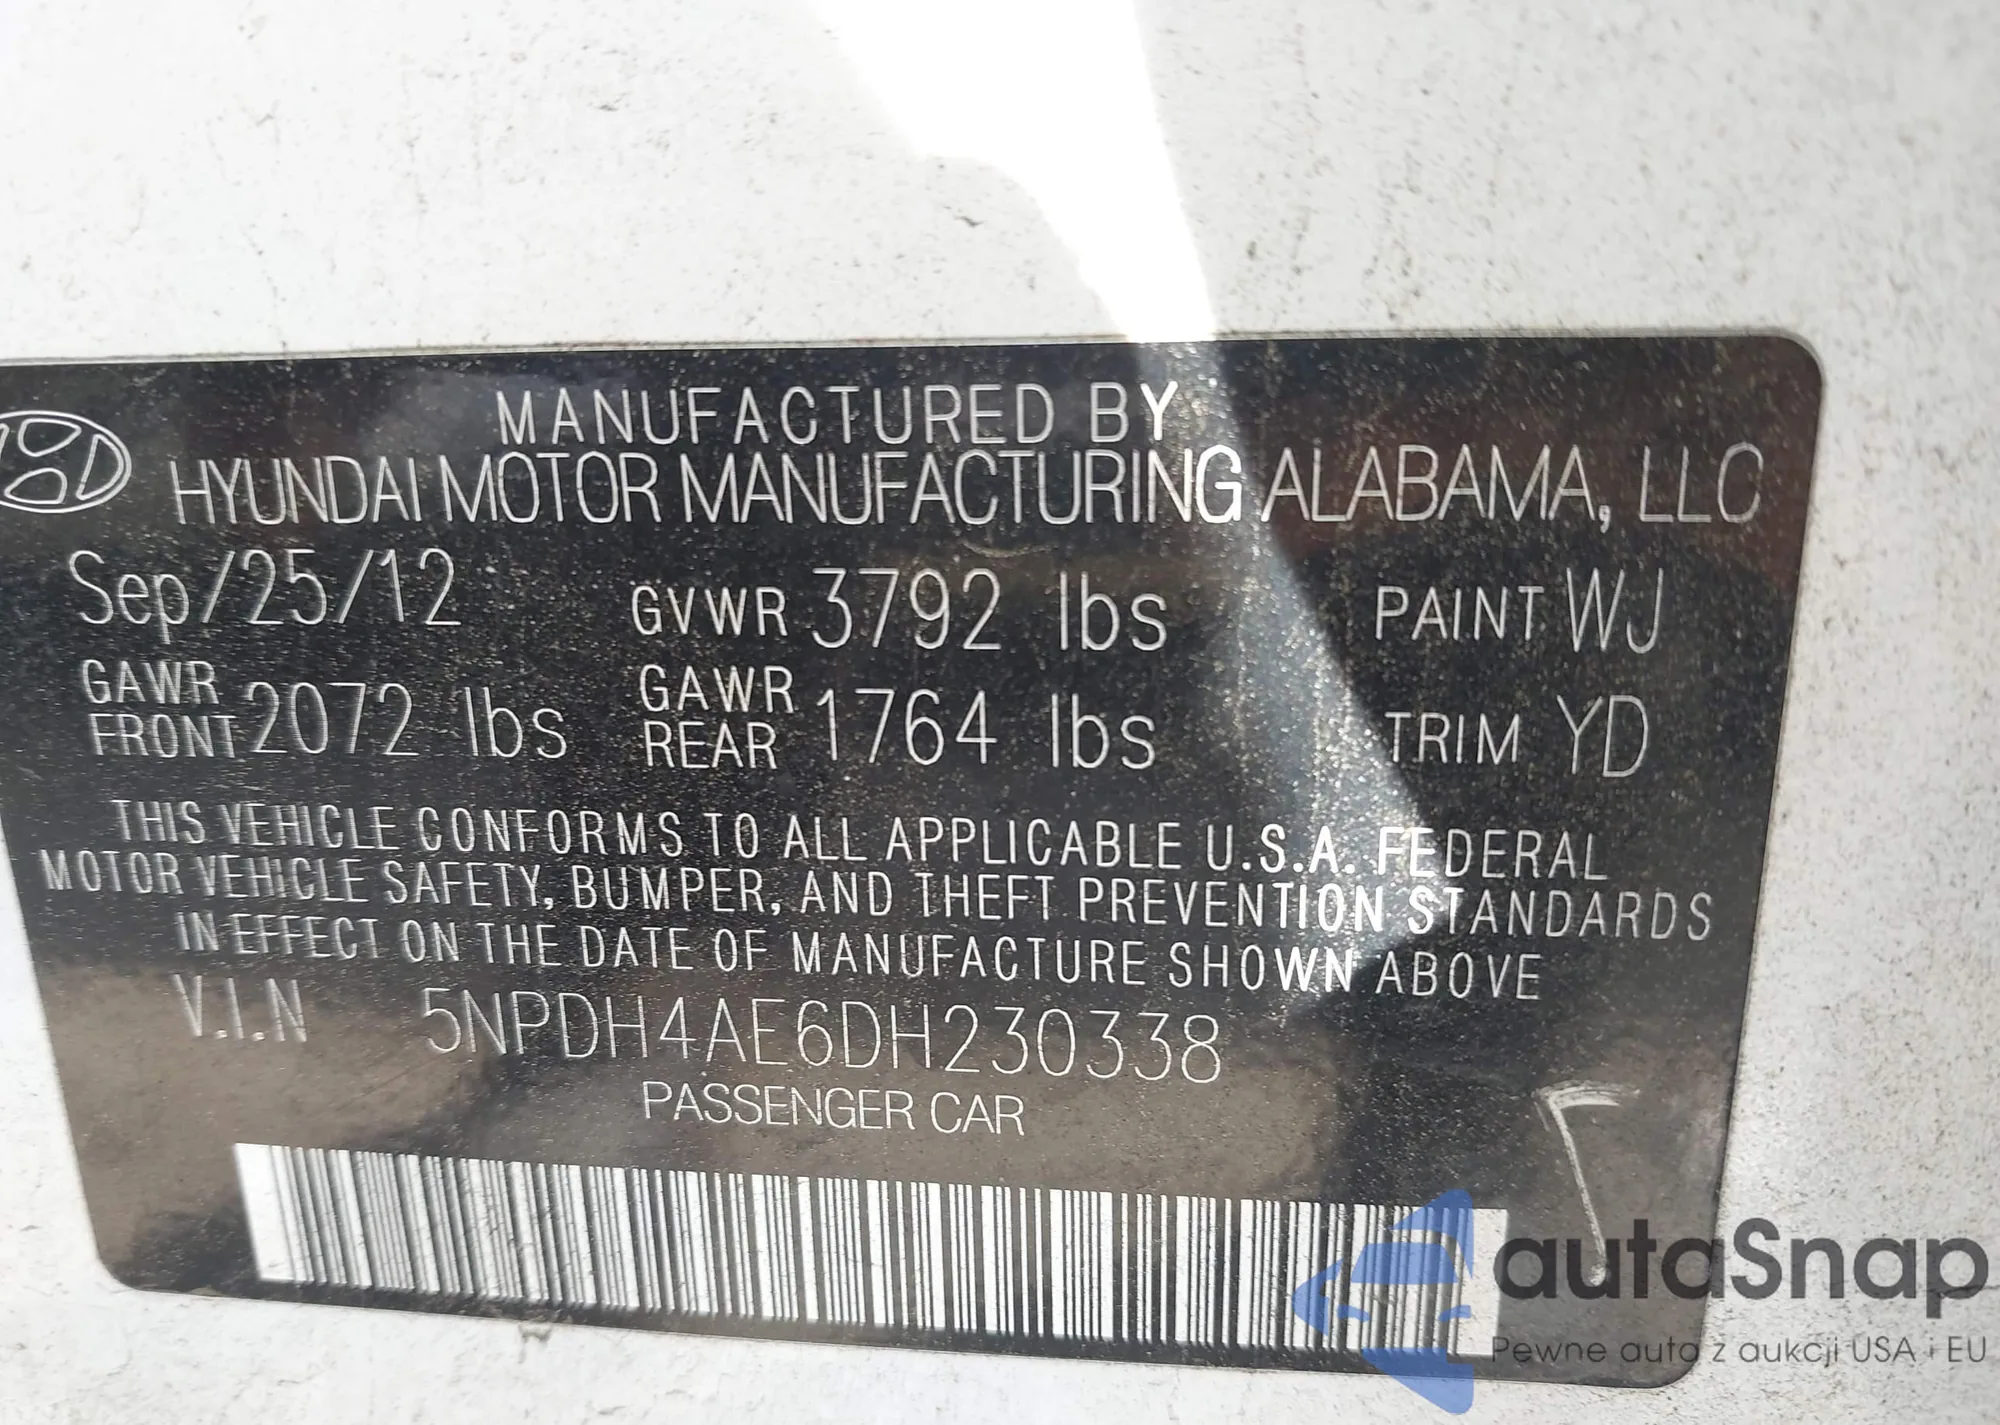 MANUFACTURED BY
HYUNDAI MOTOR MANUFACTURING ALABAMA, LLC
Sep/25/12 GVWR 3792 lbs PAINT WJ
GAWR FRONT 2072 lbs GAWR REAR 1764 lbs TRIM YD
THIS VEHICLE CONFORMS TO ALL APPLICABLE U.S.A. FEDERAL
MOTOR VEHICLE SAFETY, BUMPER, AND THEFT PREVENTION STANDARDS
IN EFFECT ON THE DATE OF MANUFACTURE SHOWN ABOVE
V.I.N 5NPDH4AE6DH230338
PASSENGER CAR
autaSnap
Pewne auta z aukcji USA i EU